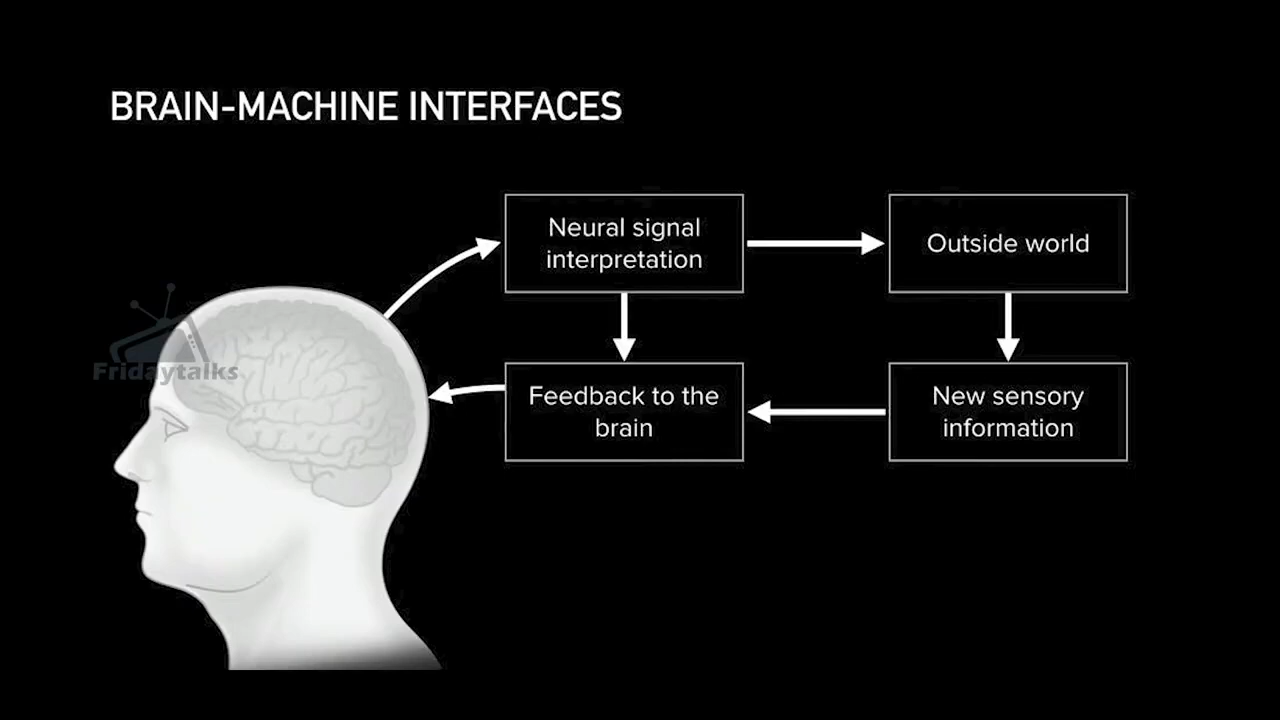 BRAIN-MACHINE INTERFACES
Neural signal
interpretation
Outside world
Fridaytalks
Feedback to the
brain
New sensory
information